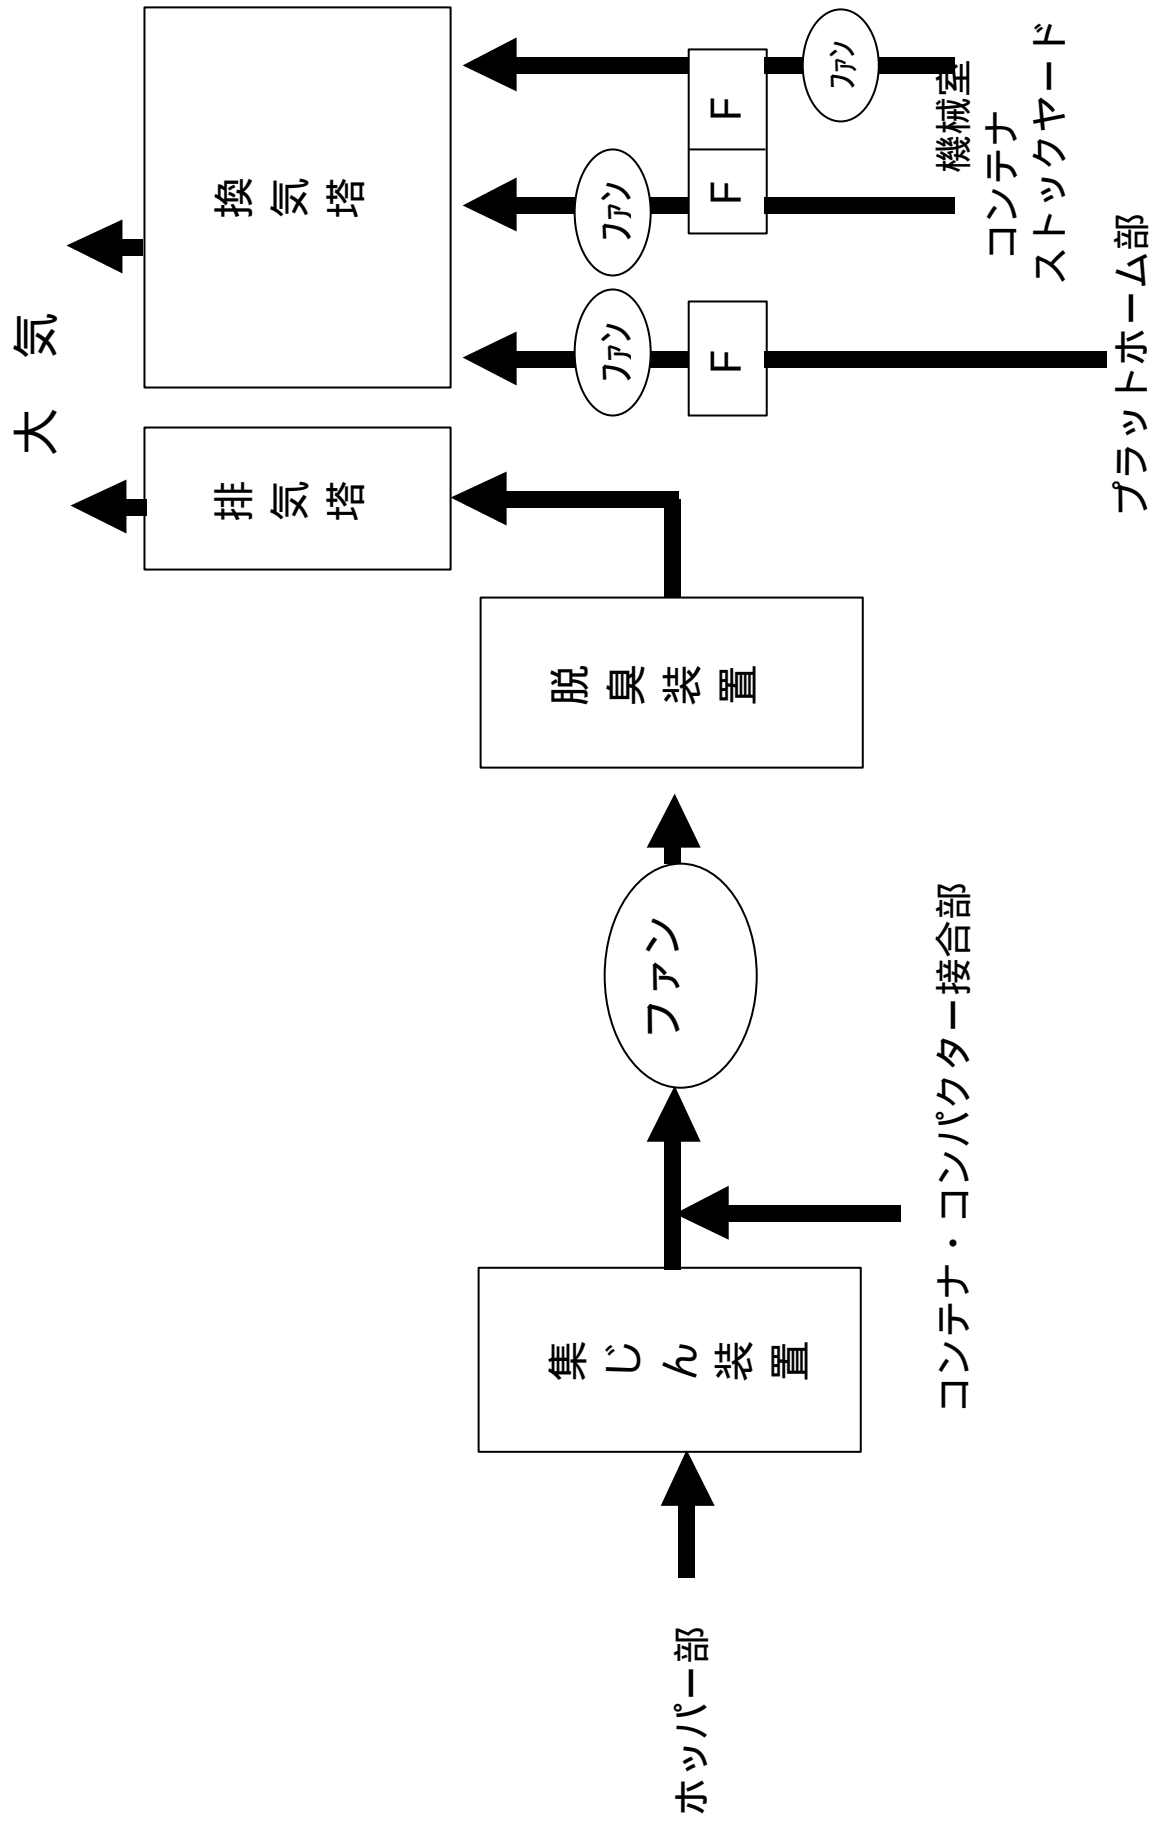 大 気
排 気 塔
換 気 塔
ファン
ファン
ファン
F
F
F
脱 臭 装 置
ファン
集 じ ん 装 置
ホッパー部
コンテナ・コンパクター接合部
機械室
コンテナ
ストックヤード
プラットホーム部